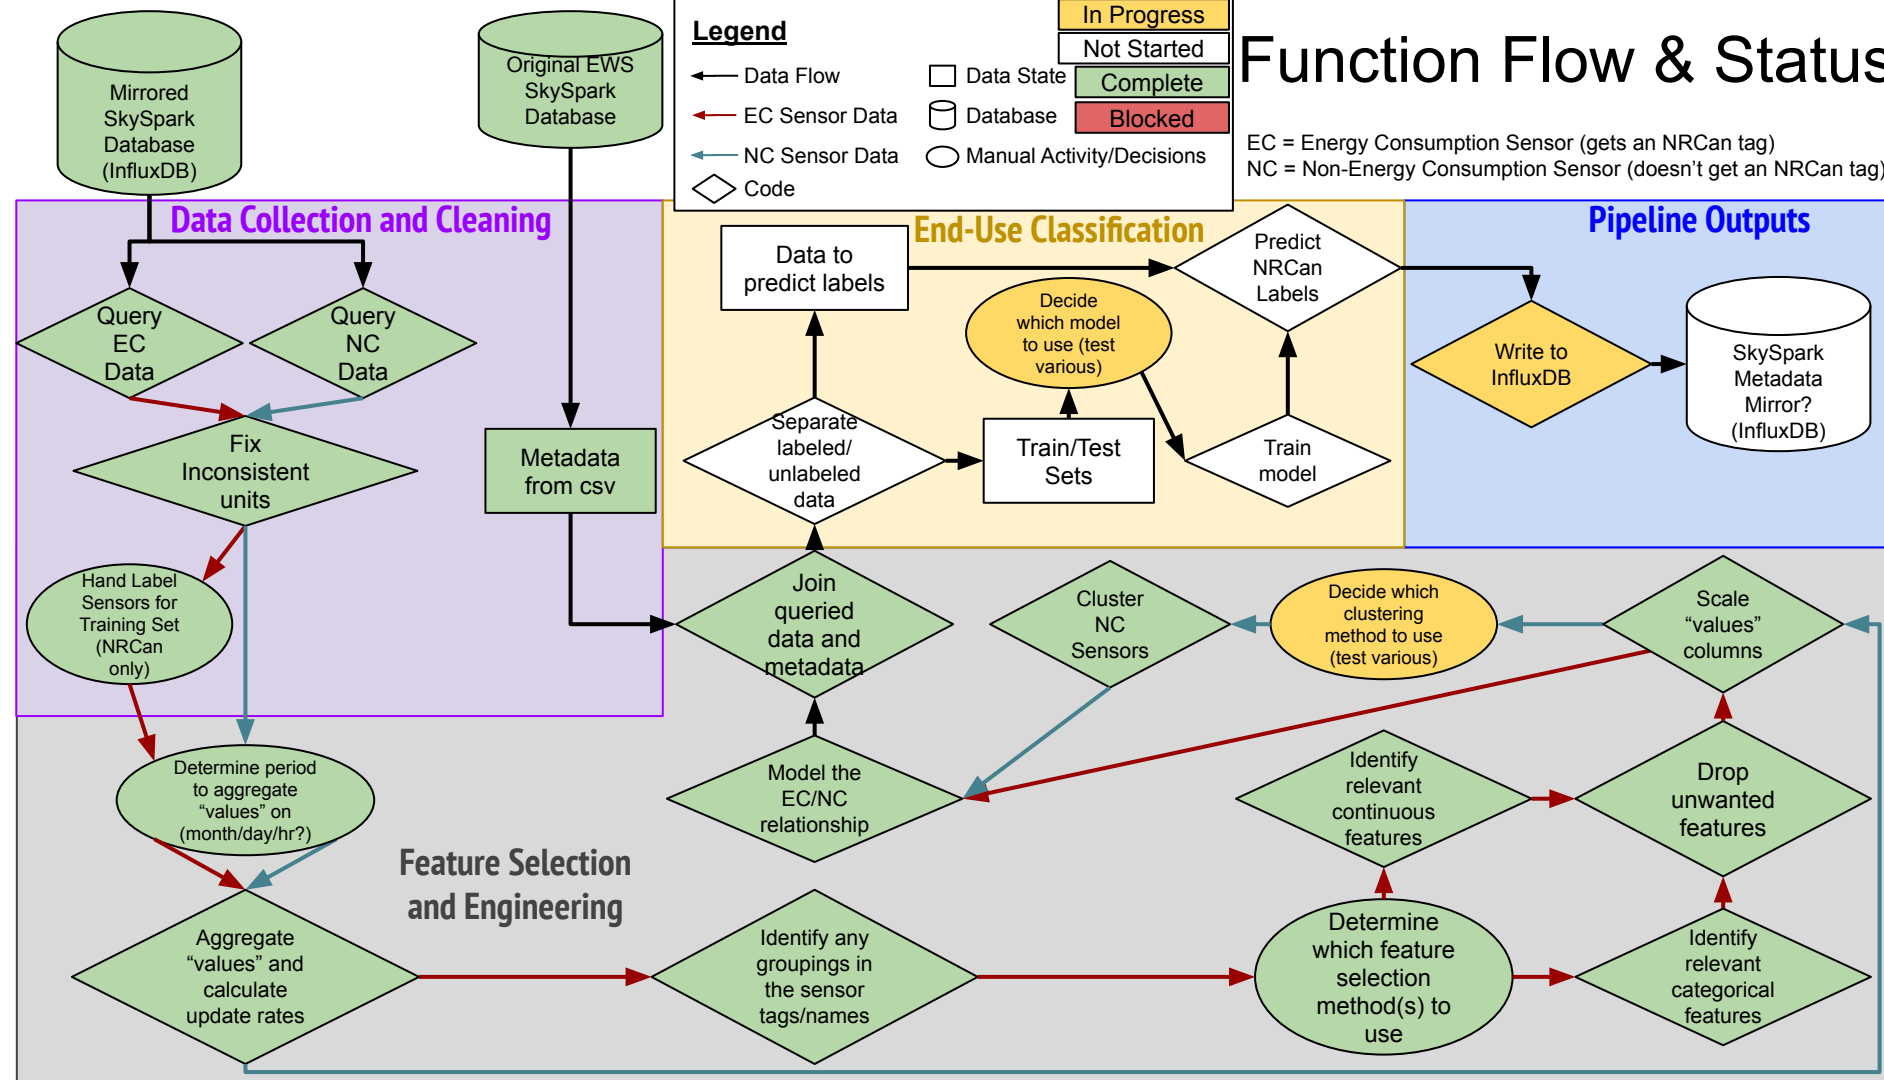 Function Flow & Status
Legend
Data Flow
EC Sensor Data
NC Sensor Data
Code
Data State
Database
Manual Activity/Decisions
In Progress
Not Started
Complete
Blocked
EC = Energy Consumption Sensor (gets an NRCan tag)
NC = Non-Energy Consumption Sensor (doesn’t get an NRCan tag)
Mirrored
SkySpark
Database
(InfluxDB)
Original EWS
SkySpark
Database
Data Collection and Cleaning
Query
EC
Data
Query
NC
Data
Fix
Inconsistent
units
Hand Label
Sensors for
Training Set
(NRCan
only)
Metadata
from csv
End-Use Classification
Data to
predict labels
Predict
NRCan
Labels
Decide
which model
to use (test
various)
Separate
labeled/
unlabeled
data
Train/Test
Sets
Train
model
Pipeline Outputs
Write to
InfluxDB
SkySpark
Metadata
Mirror?
(InfluxDB)
Join
queried
data and
metadata
Cluster
NC
Sensors
Decide which
clustering
method to use
(test various)
Scale
“values”
columns
Determine period
to aggregate
“values” on
(month/day/hr?)
Model the
EC/NC
relationship
Identify
relevant
continuous
features
Drop
unwanted
features
Feature Selection
and Engineering
Aggregate
“values” and
calculate
update rates
Identify any
groupings in
the sensor
tags/names
Determine
which feature
selection
method(s) to
use
Identify
relevant
categorical
features